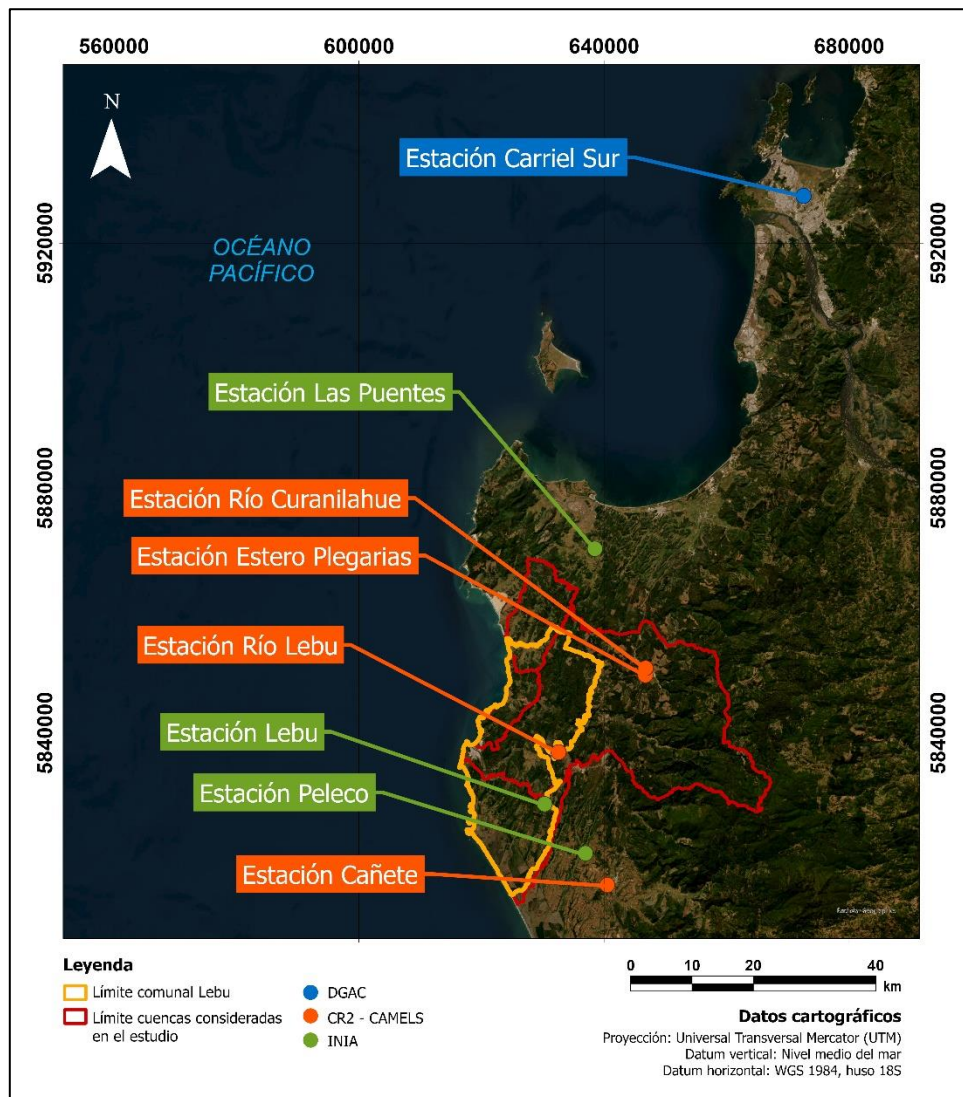 560000 600000 640000 680000
N
Estación Carriel Sur
5920000 5920000
OCÉANO
PACÍFICO
Estación Las Puentes
5880000 5880000
Estación Río Curanilahue
Estación Estero Plegarias
Estación Río Lebu
5840000 5840000
Estación Lebu
Estación Peleco
Estación Cañete
Leyenda
Límite comunal Lebu
Límite cuencas consideradas
en el estudio
DGAC
CR2 - CAMELS
INIA
0 10 20 40
km
Datos cartográficos
Proyección: Universal Transversal Mercator (UTM)
Datum vertical: Nivel medio del mar
Datum horizontal: WGS 1984, huso 18S